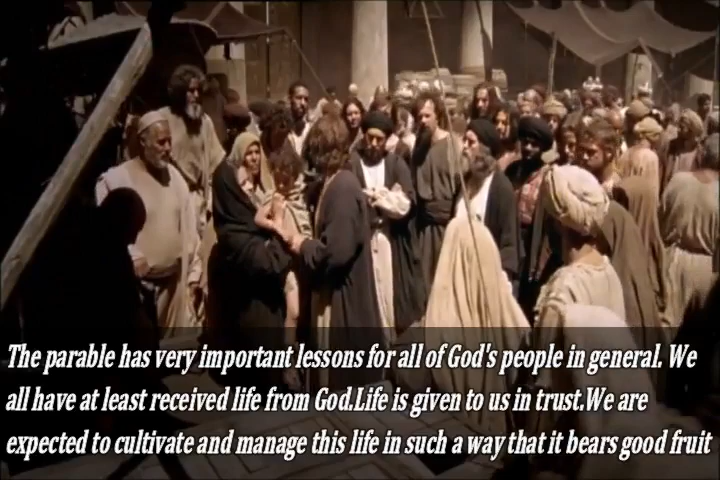 The parable has very important lessons for all of God's people in general. We
all have at least received life from God.Life is given to us in trust.We are
expected to cultivate and manage this life in such a way that it bears good fruit